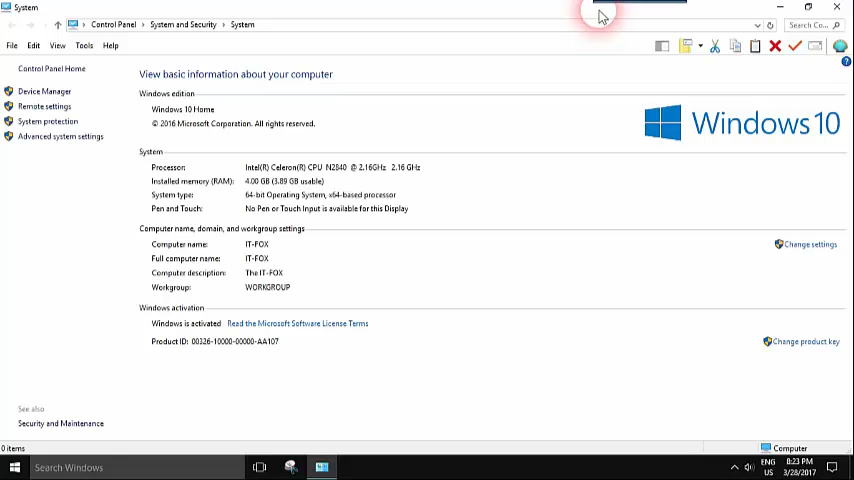 System
Control Panel > System and Security > System
Search Co...
File Edit View Tools Help
Control Panel Home
Device Manager
Remote settings
System protection
Advanced system settings
View basic information about your computer
Windows edition
Windows 10 Home
© 2016 Microsoft Corporation. All rights reserved.
Windows 10
System
Processor: Intel(R) Celeron(R) CPU N2840 @ 2.16GHz 2.16 GHz
Installed memory (RAM): 4.00 GB (3.89 GB usable)
System type: 64-bit Operating System, x64-based processor
Pen and Touch: No Pen or Touch Input is available for this Display
Computer name, domain, and workgroup settings
Computer name: IT-FOX
Change settings
Full computer name: IT-FOX
Computer description: The IT-FOX
Workgroup: WORKGROUP
Windows activation
Windows is activated Read the Microsoft Software License Terms
Product ID: 00326-10000-00000-AA107
Change product key
See also
Security and Maintenance
0 items
Computer
Search Windows
ENG
US
8:23 PM
3/28/2017